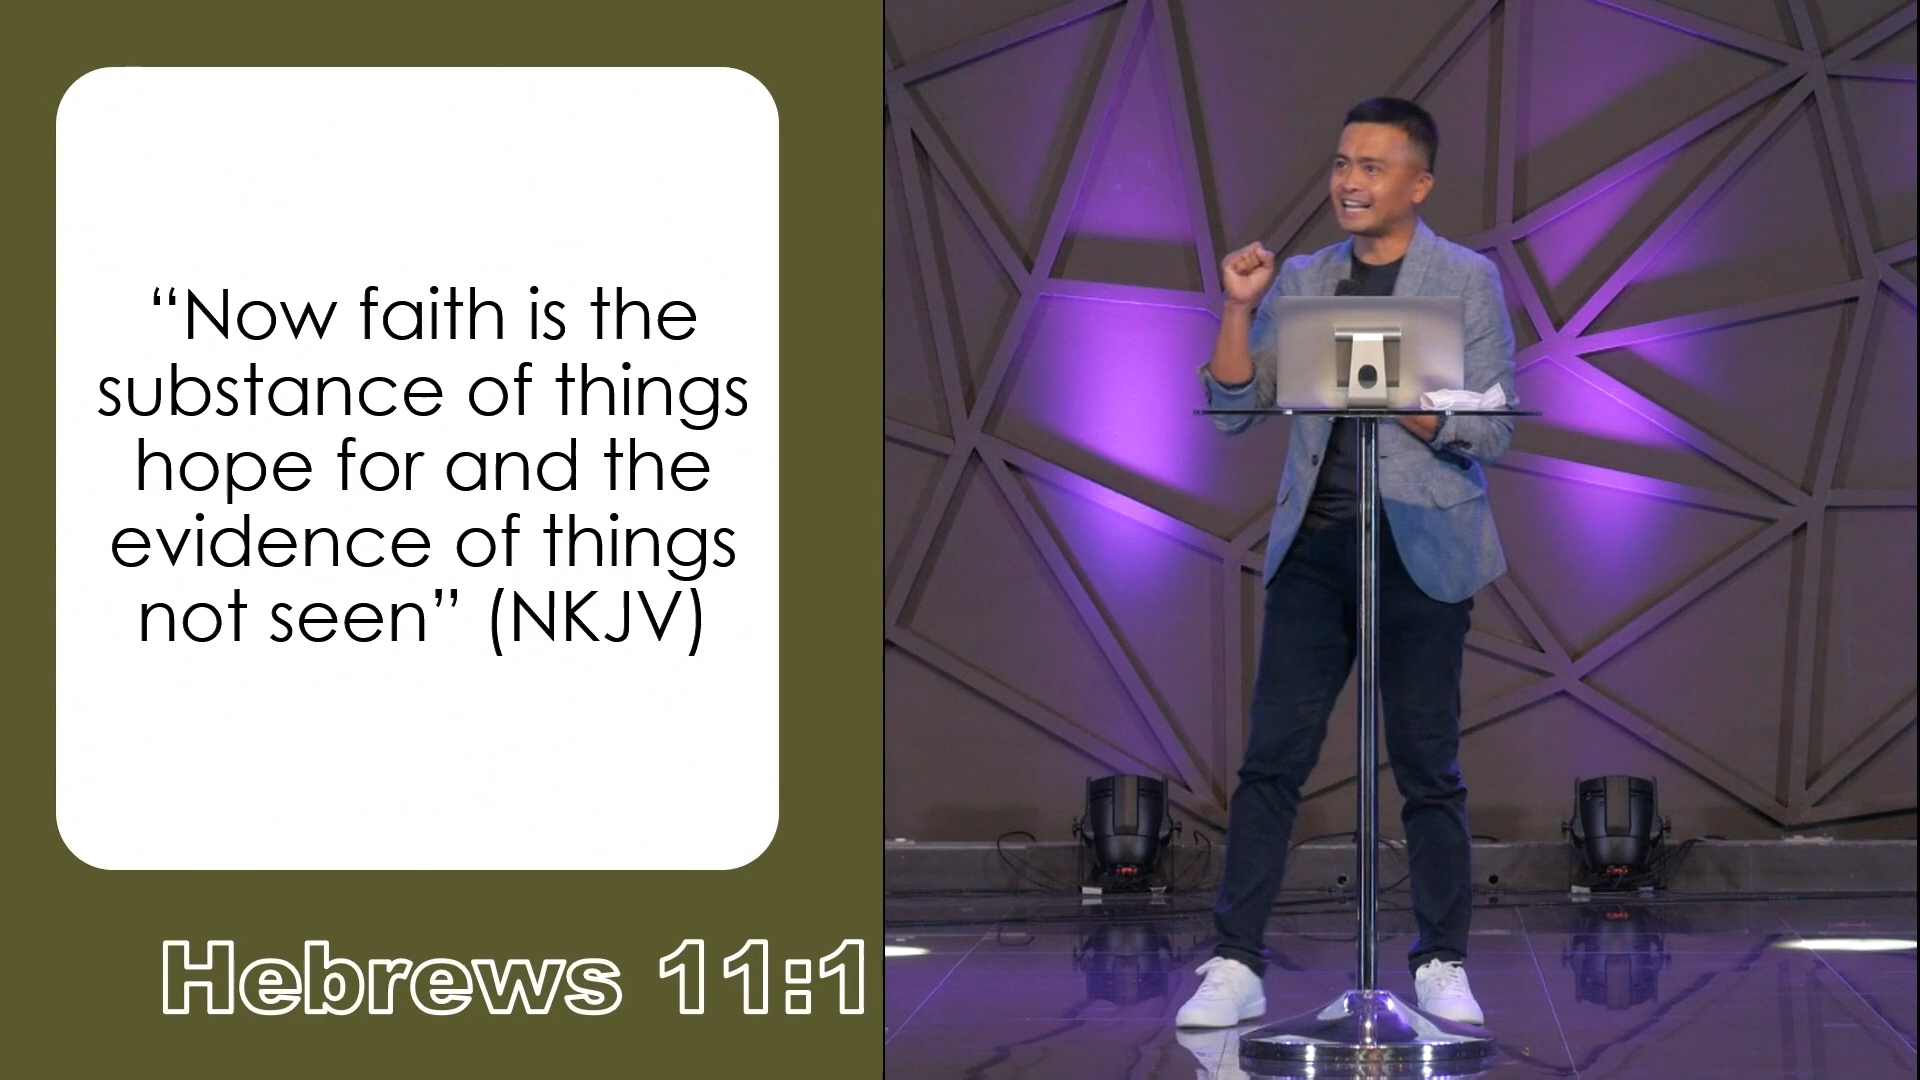 “Now faith is the
substance of things
hope for and the
evidence of things
not seen” (NKJV)
Hebrews 11:1